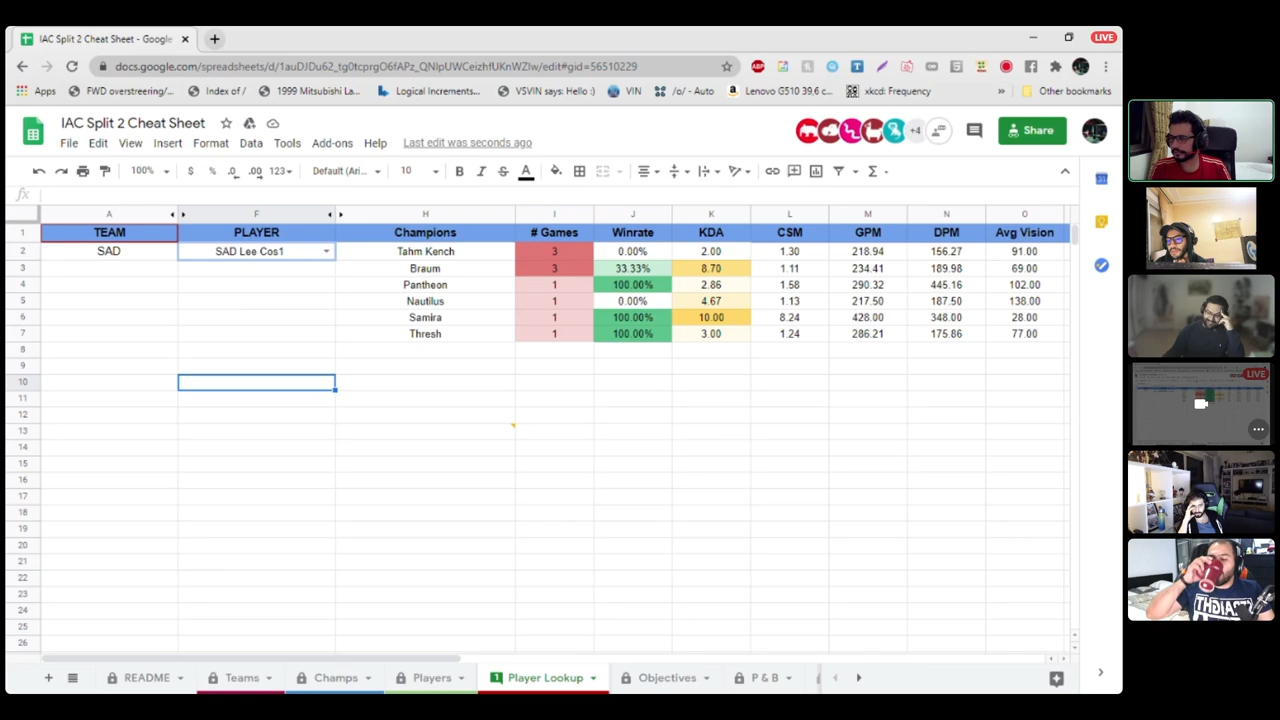 IAC Split 2 Cheat Sheet - Google
LIVE
docs.google.com/spreadsheets/d/1auDJDu62_tg0tcprgO6fAPz_QNlpUWCeizhfUKnWZIw/edit#gid=56510229
Apps FWD overstreering/... Index of / 1999 Mitsubishi La... Logical Increments... VSVIN says: Hello :) VIN /o/ - Auto Lenovo G510 39,6 c... xkcd: Frequency » Other bookmarks
IAC Split 2 Cheat Sheet
+4 Share
File Edit View Insert Format Data Tools Add-ons Help Last edit was seconds ago
100% $ % .0 .00 123 Default (Ari... 10 B I S A
fx
A F H I J K L M N O
1 TEAM PLAYER Champions # Games Winrate KDA CSM GPM DPM Avg Vision
2 SAD SAD Lee Cos1 Tahm Kench 3 0.00% 2.00 1.30 218.94 156.27 91.00
3 Braum 3 33.33% 8.70 1.11 234.41 189.98 69.00
4 Pantheon 1 100.00% 2.86 1.58 290.32 445.16 102.00
5 Nautilus 1 0.00% 4.67 1.13 217.50 187.50 138.00
6 Samira 1 100.00% 10.00 8.24 428.00 348.00 28.00
7 Thresh 1 100.00% 3.00 1.24 286.21 175.86 77.00
8
9
10
11
12
13
14
15
16
17
18
19
20
21
22
23
24
25
26
README Teams Champs Players 1 Player Lookup Objectives P & B
LIVE